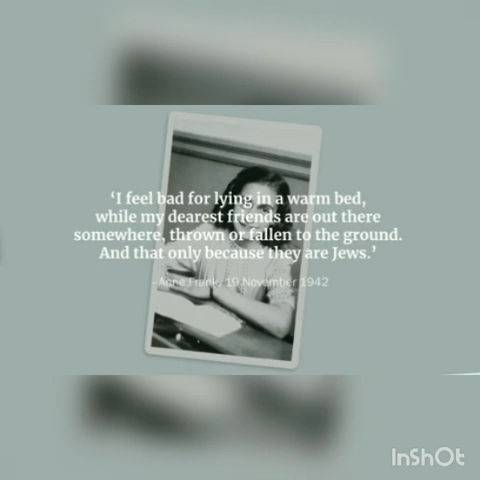 ‘I feel bad for lying in a warm bed,
while my dearest friends are out there
somewhere, thrown or fallen to the ground.
And that only because they are Jews.’
- Anne Frank, 19 November 1942
InShOt